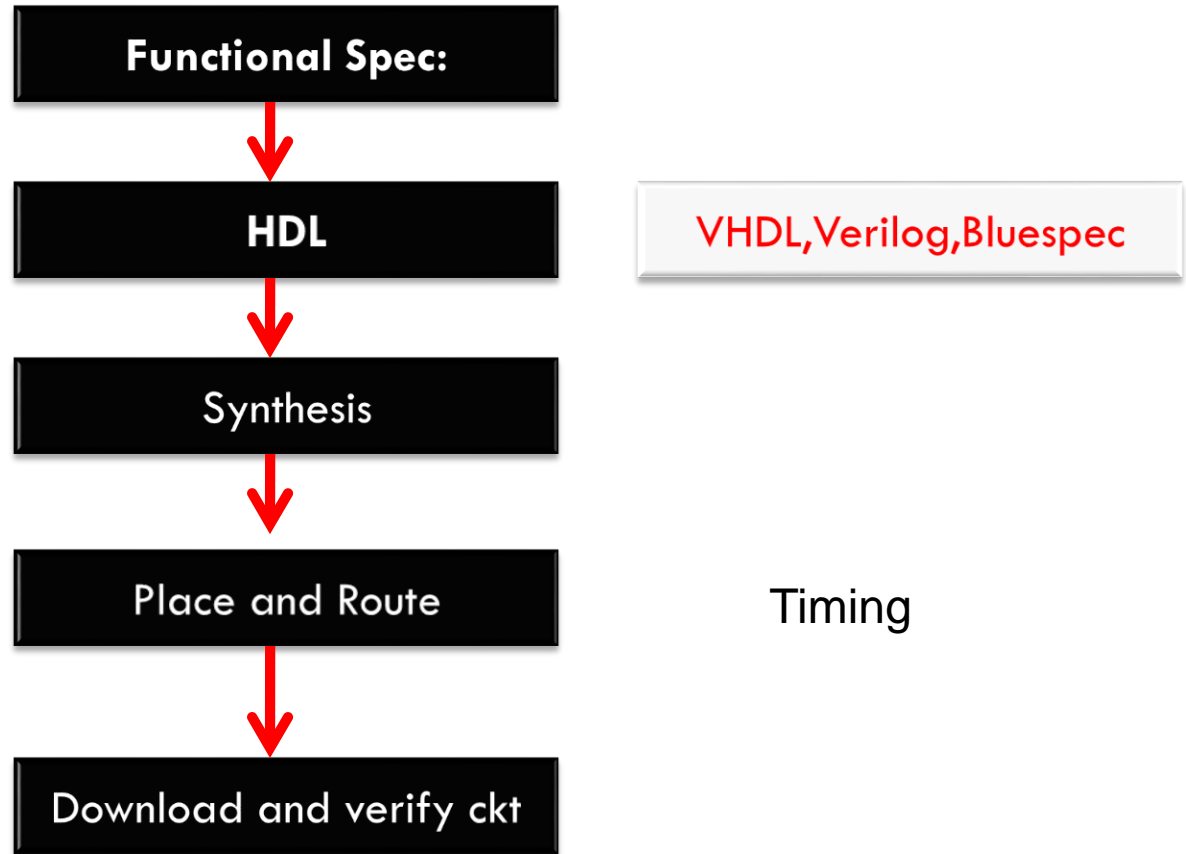 Functional Spec:
HDL
VHDL,Verilog,Bluespec
Synthesis
Place and Route
Timing
Download and verify ckt